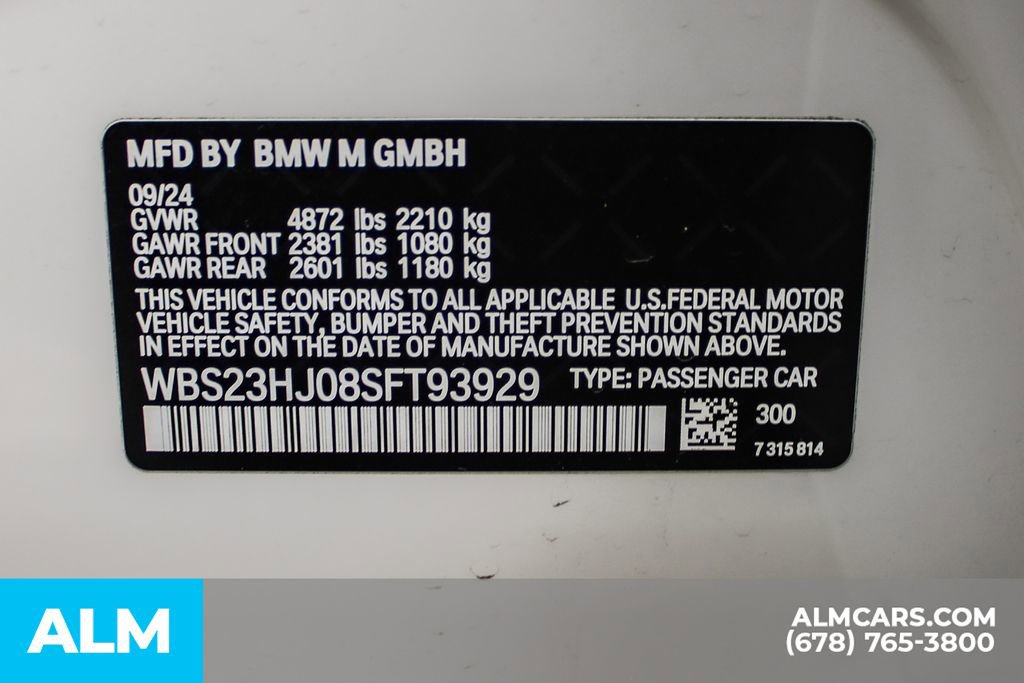 MFD BY BMW M GMBH
09/24
GVWR 4872 lbs 2210 kg
GAWR FRONT 2381 lbs 1080 kg
GAWR REAR 2601 lbs 1180 kg
THIS VEHICLE CONFORMS TO ALL APPLICABLE U.S.FEDERAL MOTOR
VEHICLE SAFETY, BUMPER AND THEFT PREVENTION STANDARDS
IN EFFECT ON THE DATE OF MANUFACTURE SHOWN ABOVE.
WBS23HJ08SFT93929 TYPE: PASSENGER CAR
300
7 315 814
ALM
ALMCARS.COM
(678) 765-3800